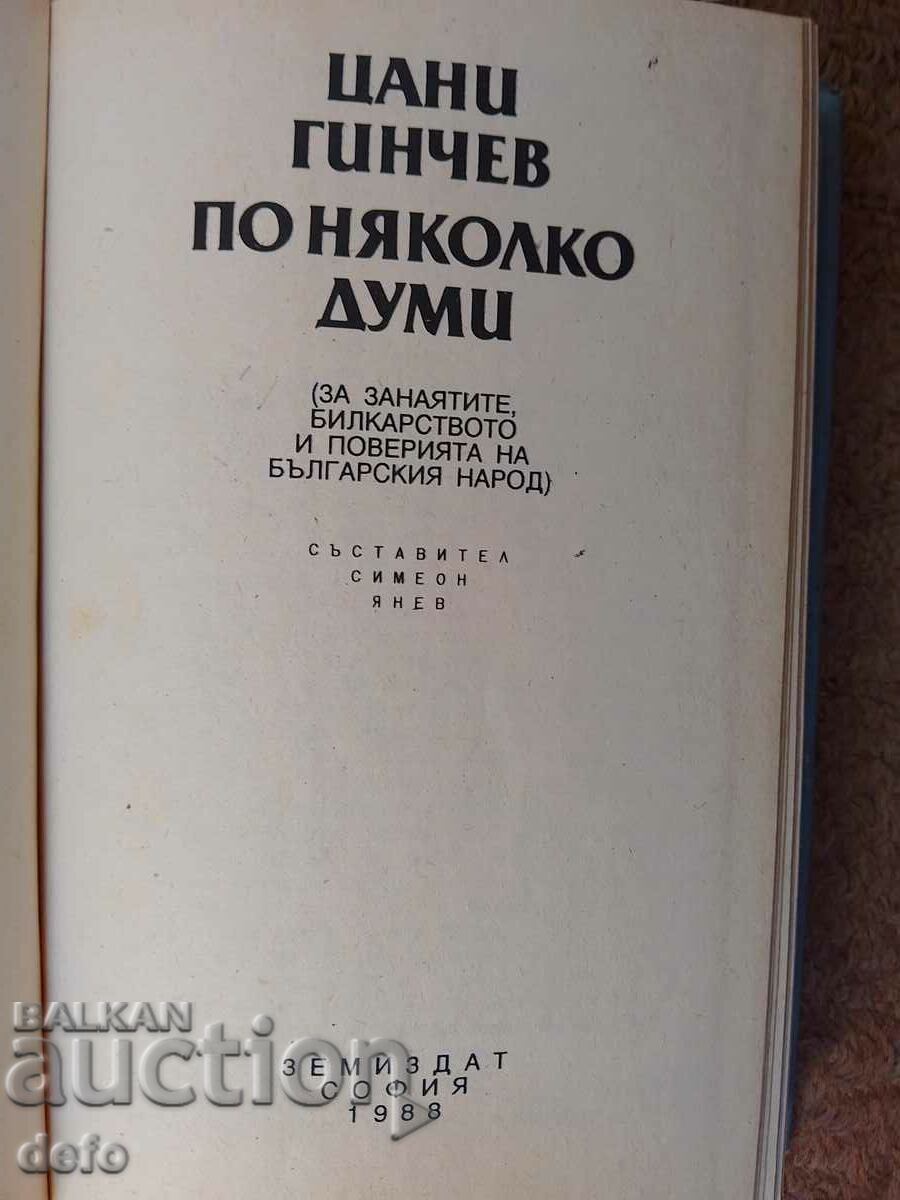 ЦАНИ
ГИНЧЕВ
ПО НЯКОЛКО
ДУМИ
(ЗА ЗАНАЯТИТЕ,
БИЛКАРСТВОТО
И ПОВЕРИЯТА НА
БЪЛГАРСКИЯ НАРОД)
СЪСТАВИТЕЛ
СИМЕОН
ЯНЕВ
ЗЕМИЗДАТ
СОФИЯ
1988
BALKAN
auction
defo